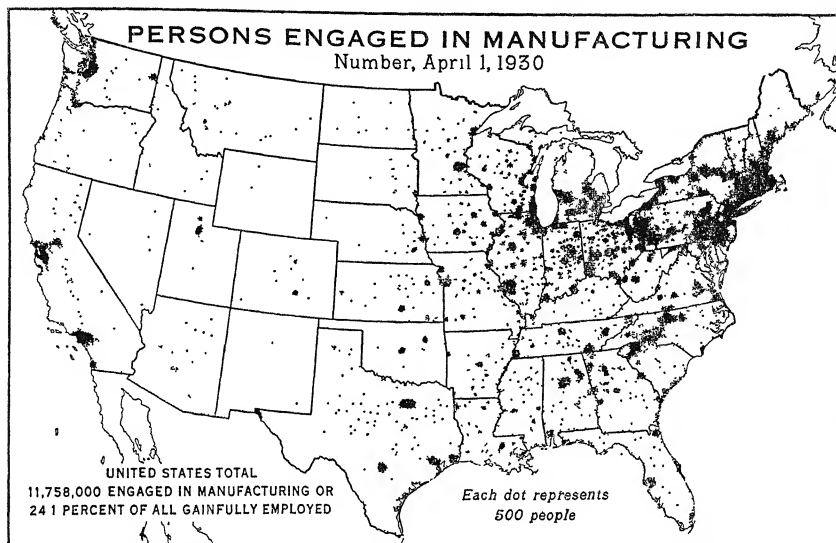 PERSONS ENGAGED IN MANUFACTURING
Number, April 1, 1930
UNITED STATES TOTAL
11,758,000 ENGAGED IN MANUFACTURING OR
24 1 PERCENT OF ALL GAINFULLY EMPLOYED
Each dot represents
500 people